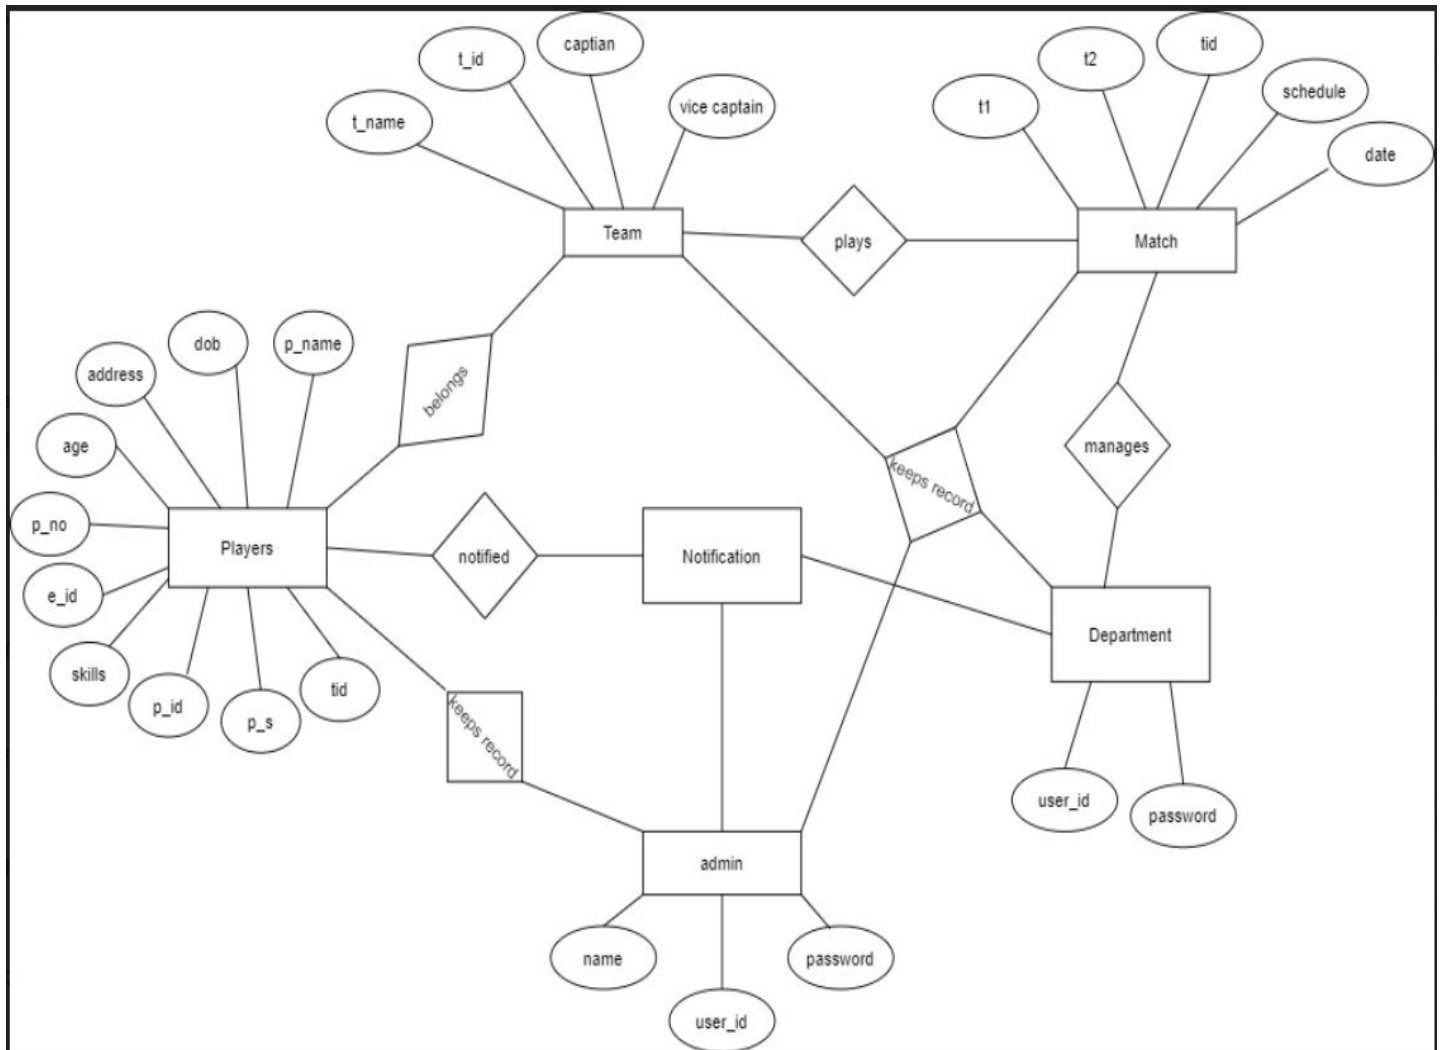 captian
tid
t_id
t2
schedule
vice captain
t1
t_name
date
Team
plays
Match
dob
p_name
address
belongs
age
manages
keeps record
p_no
Players
notified
Notification
e_id
Department
skills
tid
p_id
p_s
keeps record
user_id
password
admin
name
password
user_id